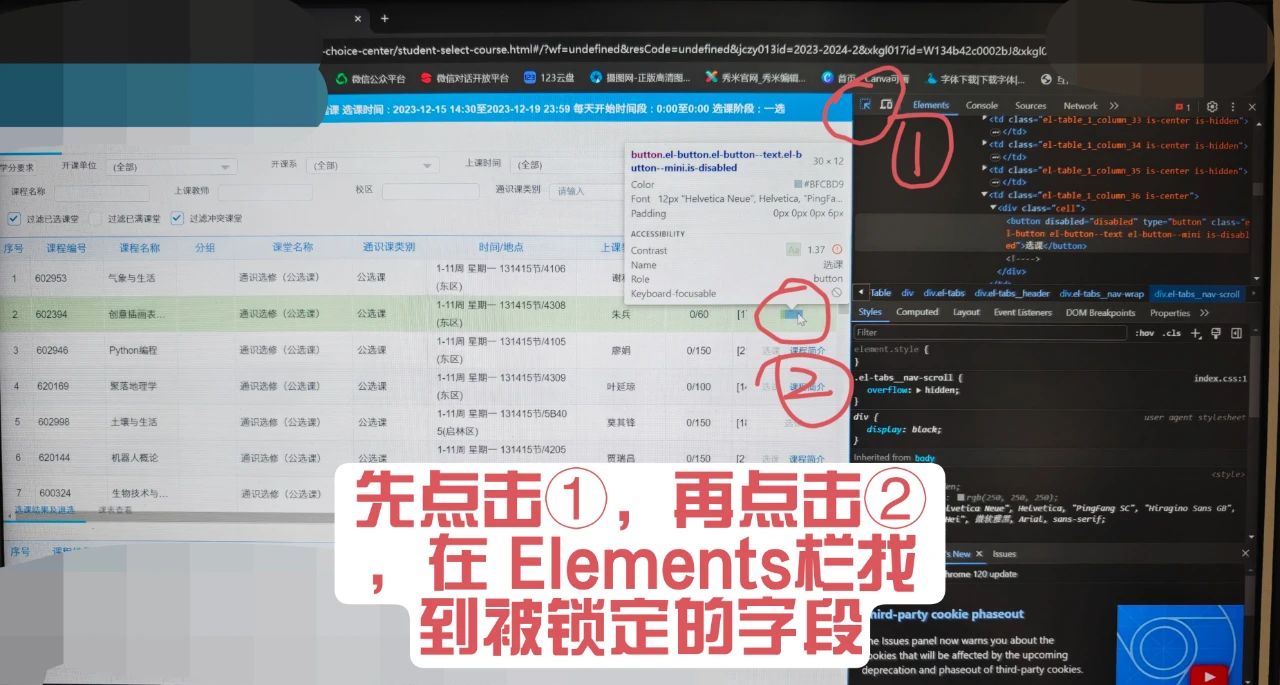 -choice-center/student-select-course.html#/?wf=undefined&resCode=undefined&jczy013id=2023-2024-2&xkgl017id=W134b42c0002bJ&xkgl0
微信公众平台 微信对话开放平台 123云盘 摄图网-正版高清图... 秀米官网_秀米编辑... 首页 Canva可画 字体下载|下载字体|...
选课 选课时间：2023-12-15 14:30至2023-12-19 23:59 每天开始时间段：0:00至0:00 选课阶段：一选
学分要求 开课单位 (全部) 开课系 (全部) 上课时间 (全部)
课程名称 上课教师 校区 通识课类别 请输入
过滤已选课堂 过滤已满课堂 过滤冲突课堂
序号 课程编号 课程名称 分组 课堂名称 通识课类别 时间/地点 上课
1 602953 气象与生活 通识选修（公选课） 公选课 1-11周 星期一 131415节/4106
(东区)
2 602394 创意插画表... 通识选修（公选课） 公选课 1-11周 星期一 131415节/4308
(东区) 朱兵 0/60
3 602946 Python编程 通识选修（公选课） 公选课 1-11周 星期一 131415节/4105
(东区) 廖娟 0/150 [2 选课 课程简介
4 620169 聚落地理学 通识选修（公选课） 公选课 1-11周 星期一 131415节/4309
(东区) 叶延琼 0/100 课程简介
5 602998 土壤与生活 通识选修（公选课） 公选课 1-11周 星期一 131415节/5B40
5(启林区) 莫其锋 0/150
6 620144 机器人概论 通识选修（公选课） 公选课 1-11周 星期一 131415节/4205
贾瑞昌 0/150 [2 选课 课程简介
7 600324 生物技术与... 通识选修（公选课）
选课结果及退选 课表查看
序号
button.el-button.el-button--text.el-b
utton--mini.is-disabled 30 × 12
Color #BFCBD9
Font 12px "Helvetica Neue", Helvetica, "PingFa...
Padding 0px 0px 0px 6px
ACCESSIBILITY
Contrast Aa 1.37
Name 选课
Role button
Keyboard-focusable
①
②
Elements Console Sources Network 1
<td class="el-table_1_column_33 is-center is-hidden">
</td>
<td class="el-table_1_column_34 is-center is-hidden">
</td>
<td class="el-table_1_column_35 is-center is-hidden">
</td>
<td class="el-table_1_column_36 is-center">
<div class="cell">
<button disabled="disabled" type="button" class="e
l-button el-button--text el-button--mini is-disabl
ed">选课</button>
<!---->
</div>
Table div div.el-tabs div.el-tabs__header div.el-tabs__nav-wrap div.el-tabs__nav-scroll
Styles Computed Layout Event Listeners DOM Breakpoints Properties
Filter :hov .cls
element.style {
}
.el-tabs__nav-scroll { index.css:1
overflow: hidden;
}
div { user agent stylesheet
display: block;
}
Inherited from body
<style>
rgb(250, 250, 250);
Helvetica, "PingFang SC", "Hiragino Sans GB",
微软雅黑, Arial, sans-serif;
's New Issues
hrome 120 update
hird-party cookie phaseout
he Issues panel now warns you about the
ookies that will be affected by the upcoming
deprecation and phaseout of third-party cookies.
先点击①，再点击②
，在 Elements栏找
到被锁定的字段